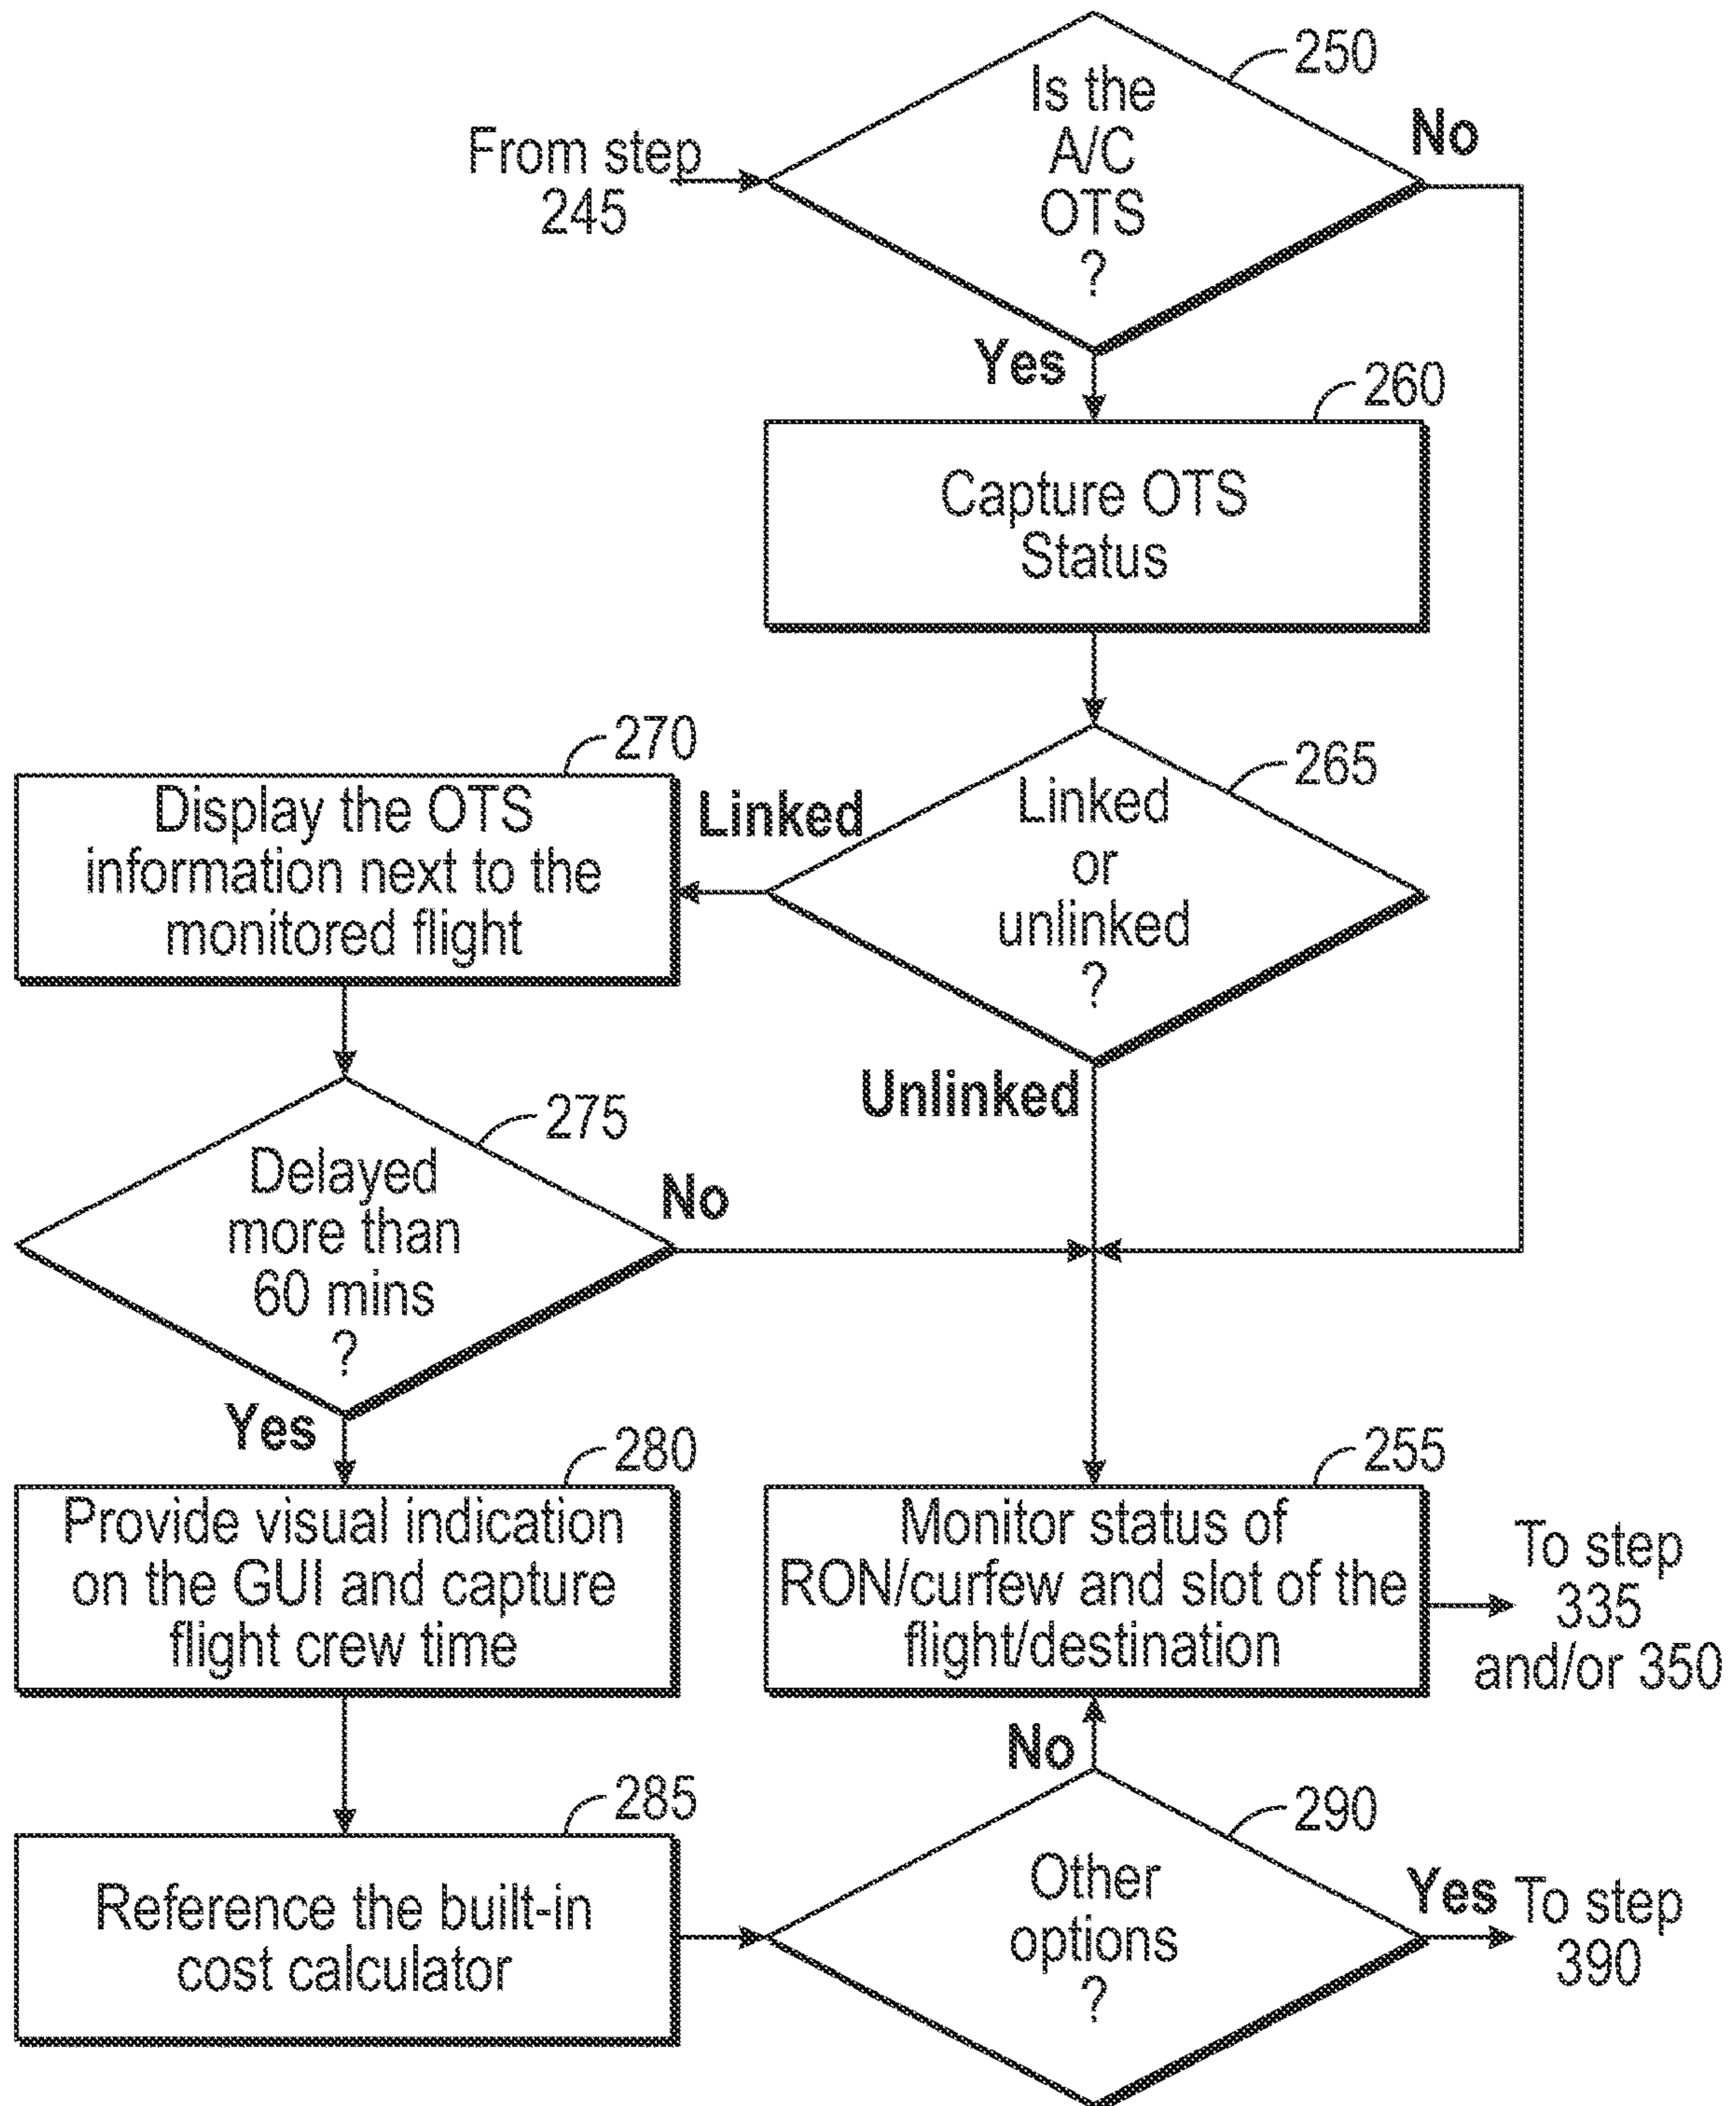 250
Is the
A/C
OTS
?
No
From step
245
Yes
260
Capture OTS
Status
270
Display the OTS
information next to the
monitored flight
Linked
265
Linked
or
unlinked
?
Unlinked
275
Delayed
more than
60 mins
?
No
Yes
280
Provide visual indication
on the GUI and capture
flight crew time
255
Monitor status of
RON/curfew and slot of the
flight/destination
To step
335
and/or 350
No
285
Reference the built-in
cost calculator
290
Other
options
?
Yes
To step
390